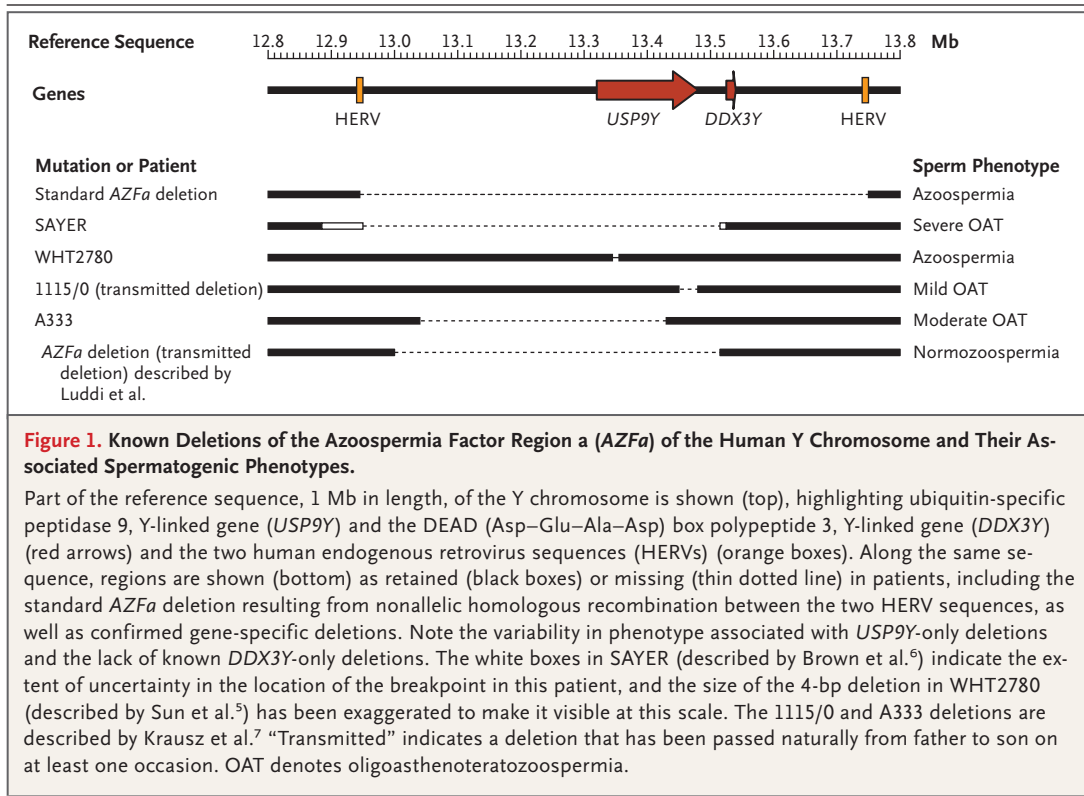 Reference Sequence 12.8 12.9 13.0 13.1 13.2 13.3 13.4 13.5 13.6 13.7 13.8 Mb
Genes
HERV USP9Y DDX3Y HERV
Mutation or Patient Sperm Phenotype
Standard AZFa deletion Azoospermia
SAYER Severe OAT
WHT2780 Azoospermia
1115/0 (transmitted deletion) Mild OAT
A333 Moderate OAT
AZFa deletion (transmitted Normozoospermia
deletion) described by
Luddi et al.
Figure 1. Known Deletions of the Azoospermia Factor Region a (AZFa) of the Human Y Chromosome and Their As-
sociated Spermatogenic Phenotypes.
Part of the reference sequence, 1 Mb in length, of the Y chromosome is shown (top), highlighting ubiquitin-specific
peptidase 9, Y-linked gene (USP9Y) and the DEAD (Asp–Glu–Ala–Asp) box polypeptide 3, Y-linked gene (DDX3Y)
(red arrows) and the two human endogenous retrovirus sequences (HERVs) (orange boxes). Along the same se-
quence, regions are shown (bottom) as retained (black boxes) or missing (thin dotted line) in patients, including the
standard AZFa deletion resulting from nonallelic homologous recombination between the two HERV sequences, as
well as confirmed gene-specific deletions. Note the variability in phenotype associated with USP9Y-only deletions
and the lack of known DDX3Y-only deletions. The white boxes in SAYER (described by Brown et al.⁶) indicate the ex-
tent of uncertainty in the location of the breakpoint in this patient, and the size of the 4-bp deletion in WHT2780
(described by Sun et al.⁵) has been exaggerated to make it visible at this scale. The 1115/0 and A333 deletions are
described by Krausz et al.⁷ “Transmitted” indicates a deletion that has been passed naturally from father to son on
at least one occasion. OAT denotes oligoasthenoteratozoospermia.